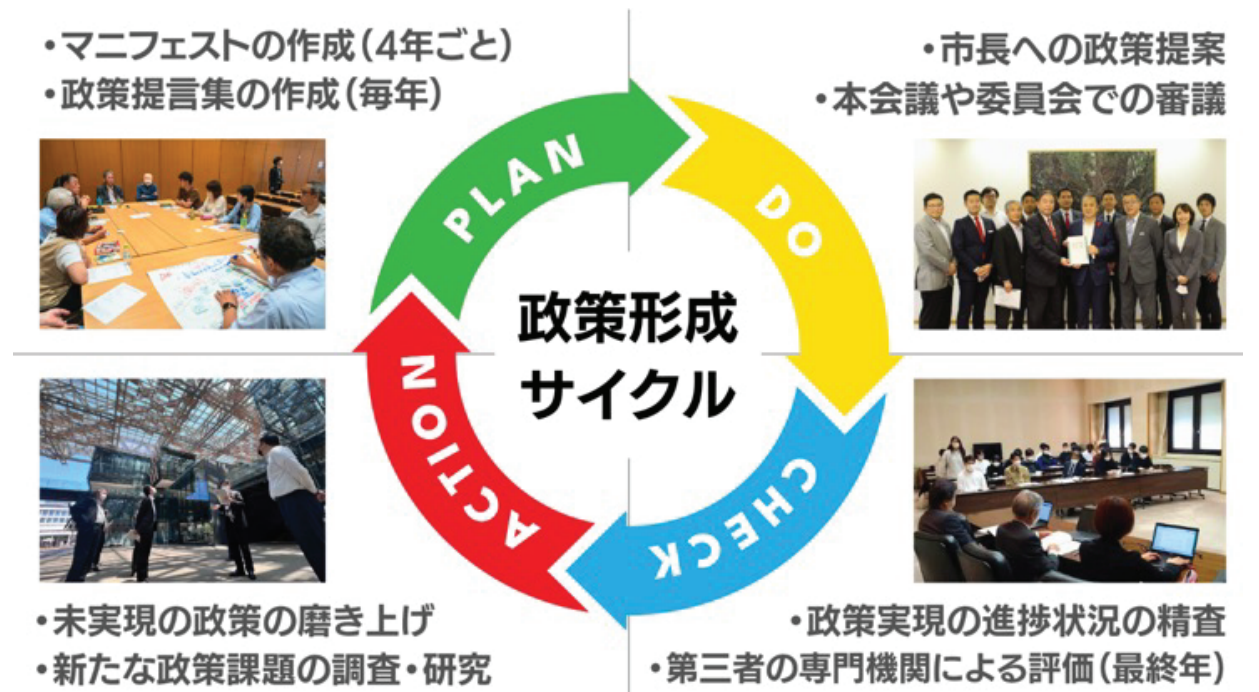 ・マニフェストの作成(4年ごと)
・政策提言集の作成(毎年)
・市長への政策提案
・本会議や委員会での審議
PLAN
DO
政策形成
サイクル
ACTION
CHECK
・未実現の政策の磨き上げ
・新たな政策課題の調査・研究
・政策実現の進捗状況の精査
・第三者の専門機関による評価(最終年)